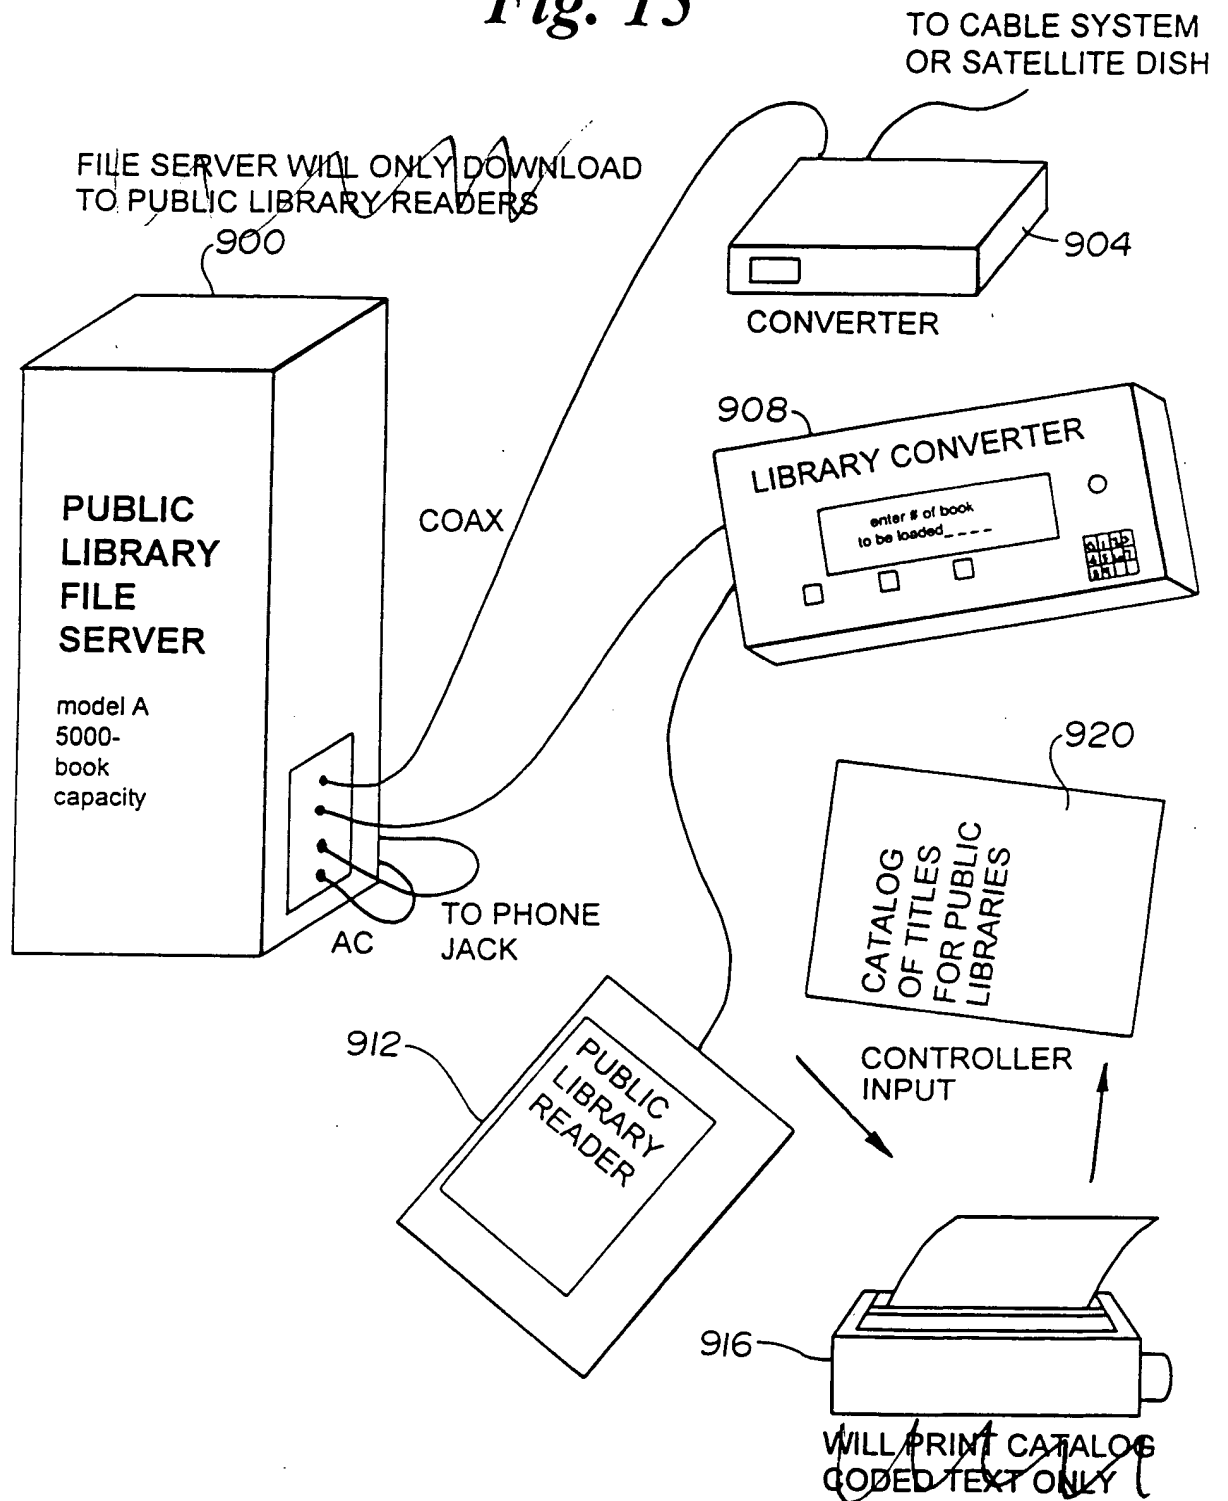 Fig. 15
TO CABLE SYSTEM
OR SATELLITE DISH
FILE SERVER WILL ONLY DOWNLOAD
TO PUBLIC LIBRARY READERS
900
904
CONVERTER
908
LIBRARY CONVERTER
enter # of book
to be loaded_ _ _ _
COAX
PUBLIC
LIBRARY
FILE
SERVER
model A
5000-
book
capacity
920
CATALOG
OF TITLES
FOR PUBLIC
LIBRARIES
TO PHONE
JACK
AC
912
PUBLIC
LIBRARY
READER
CONTROLLER
INPUT
916
WILL PRINT CATALOG
CODED TEXT ONLY